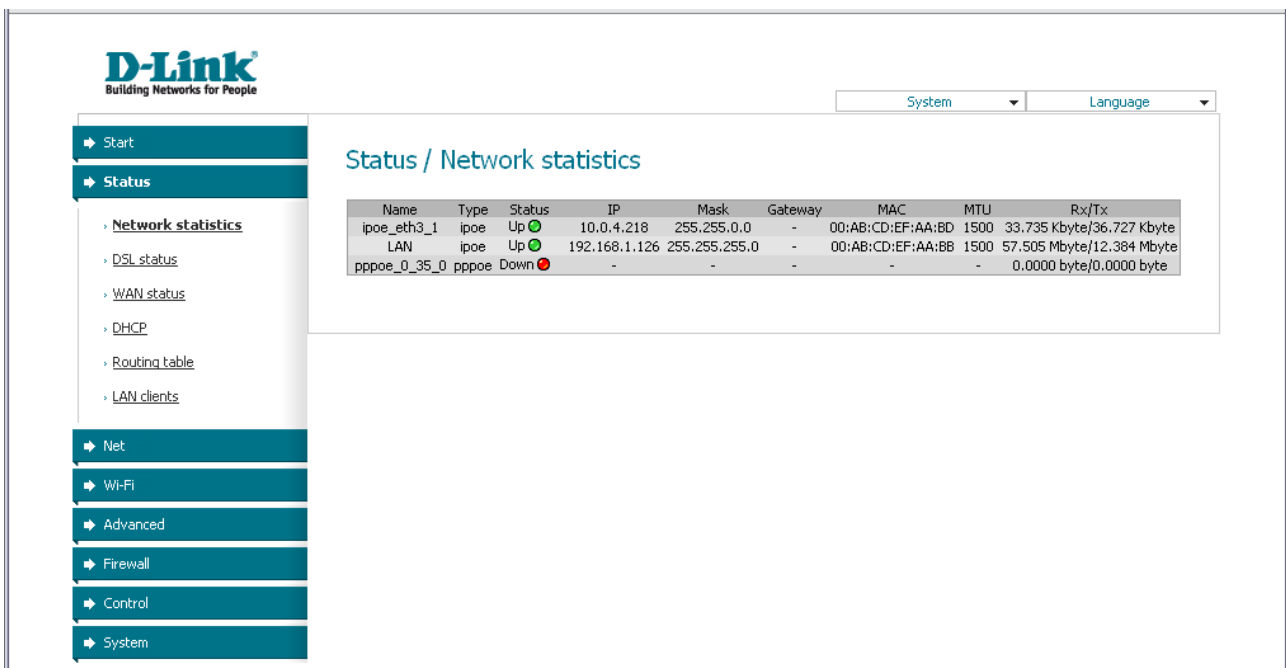 D-Link
Building Networks for People
System Language
Start
Status
Network statistics
DSL status
WAN status
DHCP
Routing table
LAN clients
Net
Wi-Fi
Advanced
Firewall
Control
System
Status / Network statistics
Name Type Status IP Mask Gateway MAC MTU Rx/Tx
ipoe_eth3_1 ipoe Up 10.0.4.218 255.255.0.0 - 00:AB:CD:EF:AA:BD 1500 33.735 Kbyte/36.727 Kbyte
LAN ipoe Up 192.168.1.126 255.255.255.0 - 00:AB:CD:EF:AA:BB 1500 57.505 Mbyte/12.384 Mbyte
pppoe_0_35_0 pppoe Down - - - - - 0.0000 byte/0.0000 byte